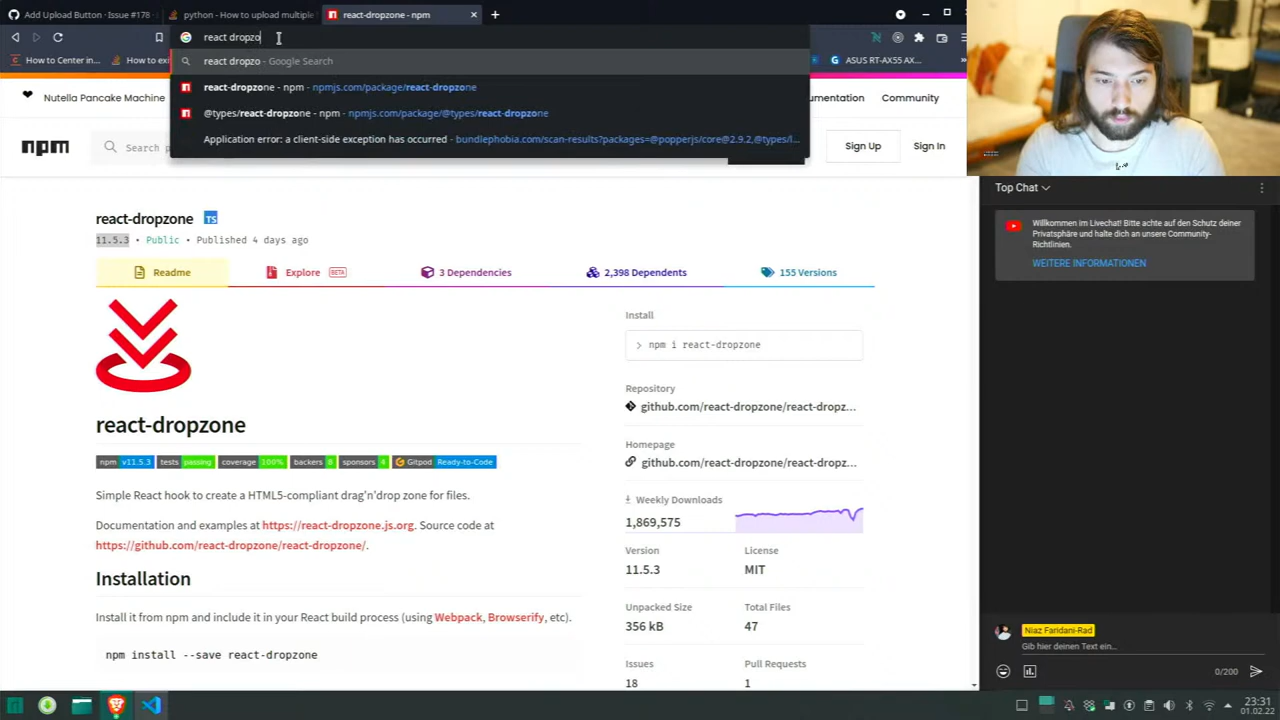 Add Upload Button · Issue #178 ·
python - How to upload multiple
react-dropzone - npm
react dropzo
How to Center in...
How to exi
ASUS RT-AX55 AX...
react dropzo - Google Search
react-dropzone - npm - npmjs.com/package/react-dropzone
@types/react-dropzone - npm - npmjs.com/package/@types/react-dropzone
Application error: a client-side exception has occurred - bundlephobia.com/scan-results?packages=@popperjs/core@2.9.2,@types/l...
Nutella Pancake Machine
umentation
Community
npm
Search p
Sign Up
Sign In
react-dropzone TS
11.5.3 • Public • Published 4 days ago
Readme
Explore BETA
3 Dependencies
2,398 Dependents
155 Versions
react-dropzone
npm v11.5.3 tests passing coverage 100% backers 8 sponsors 4 Gitpod Ready-to-Code
Simple React hook to create a HTML5-compliant drag'n'drop zone for files.
Documentation and examples at https://react-dropzone.js.org. Source code at
https://github.com/react-dropzone/react-dropzone/.
Installation
Install it from npm and include it in your React build process (using Webpack, Browserify, etc).
npm install --save react-dropzone
Install
> npm i react-dropzone
Repository
github.com/react-dropzone/react-dropz...
Homepage
github.com/react-dropzone/react-dropz...
Weekly Downloads
1,869,575
Version
License
11.5.3
MIT
Unpacked Size
Total Files
356 kB
47
Issues
Pull Requests
18
1
Top Chat
Willkommen im Livechat! Bitte achte auf den Schutz deiner
Privatsphäre und halte dich an unsere Community-
Richtlinien.
WEITERE INFORMATIONEN
Niaz Faridani-Rad
Gib hier deinen Text ein...
0/200
23:31
01.02.22